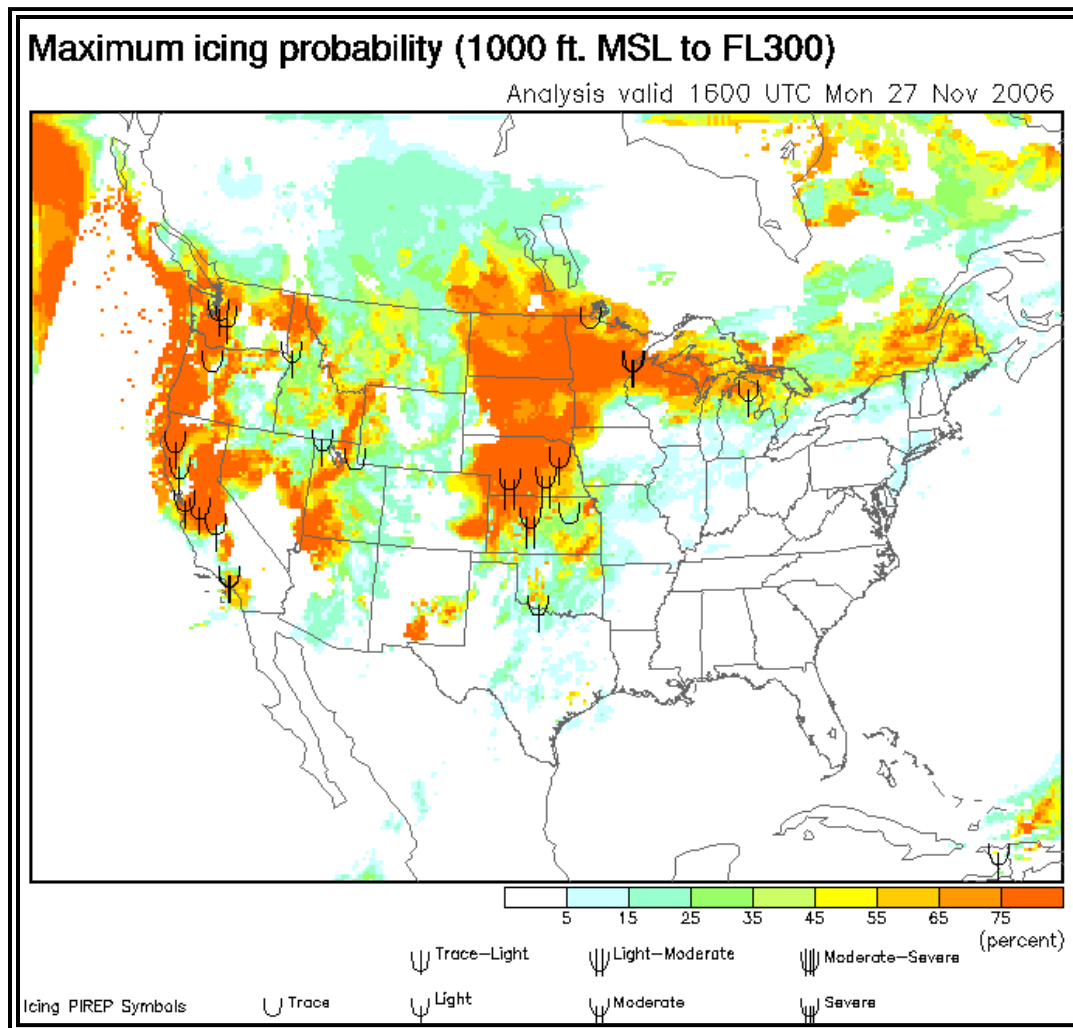 Maximum icing probability (1000 ft. MSL to FL300)
Analysis valid 1600 UTC Mon 27 Nov 2006
5 15 25 35 45 55 65 75
(percent)
Trace-Light Light-Moderate Moderate-Severe
Icing PIREP Symbols Trace Light Moderate Severe